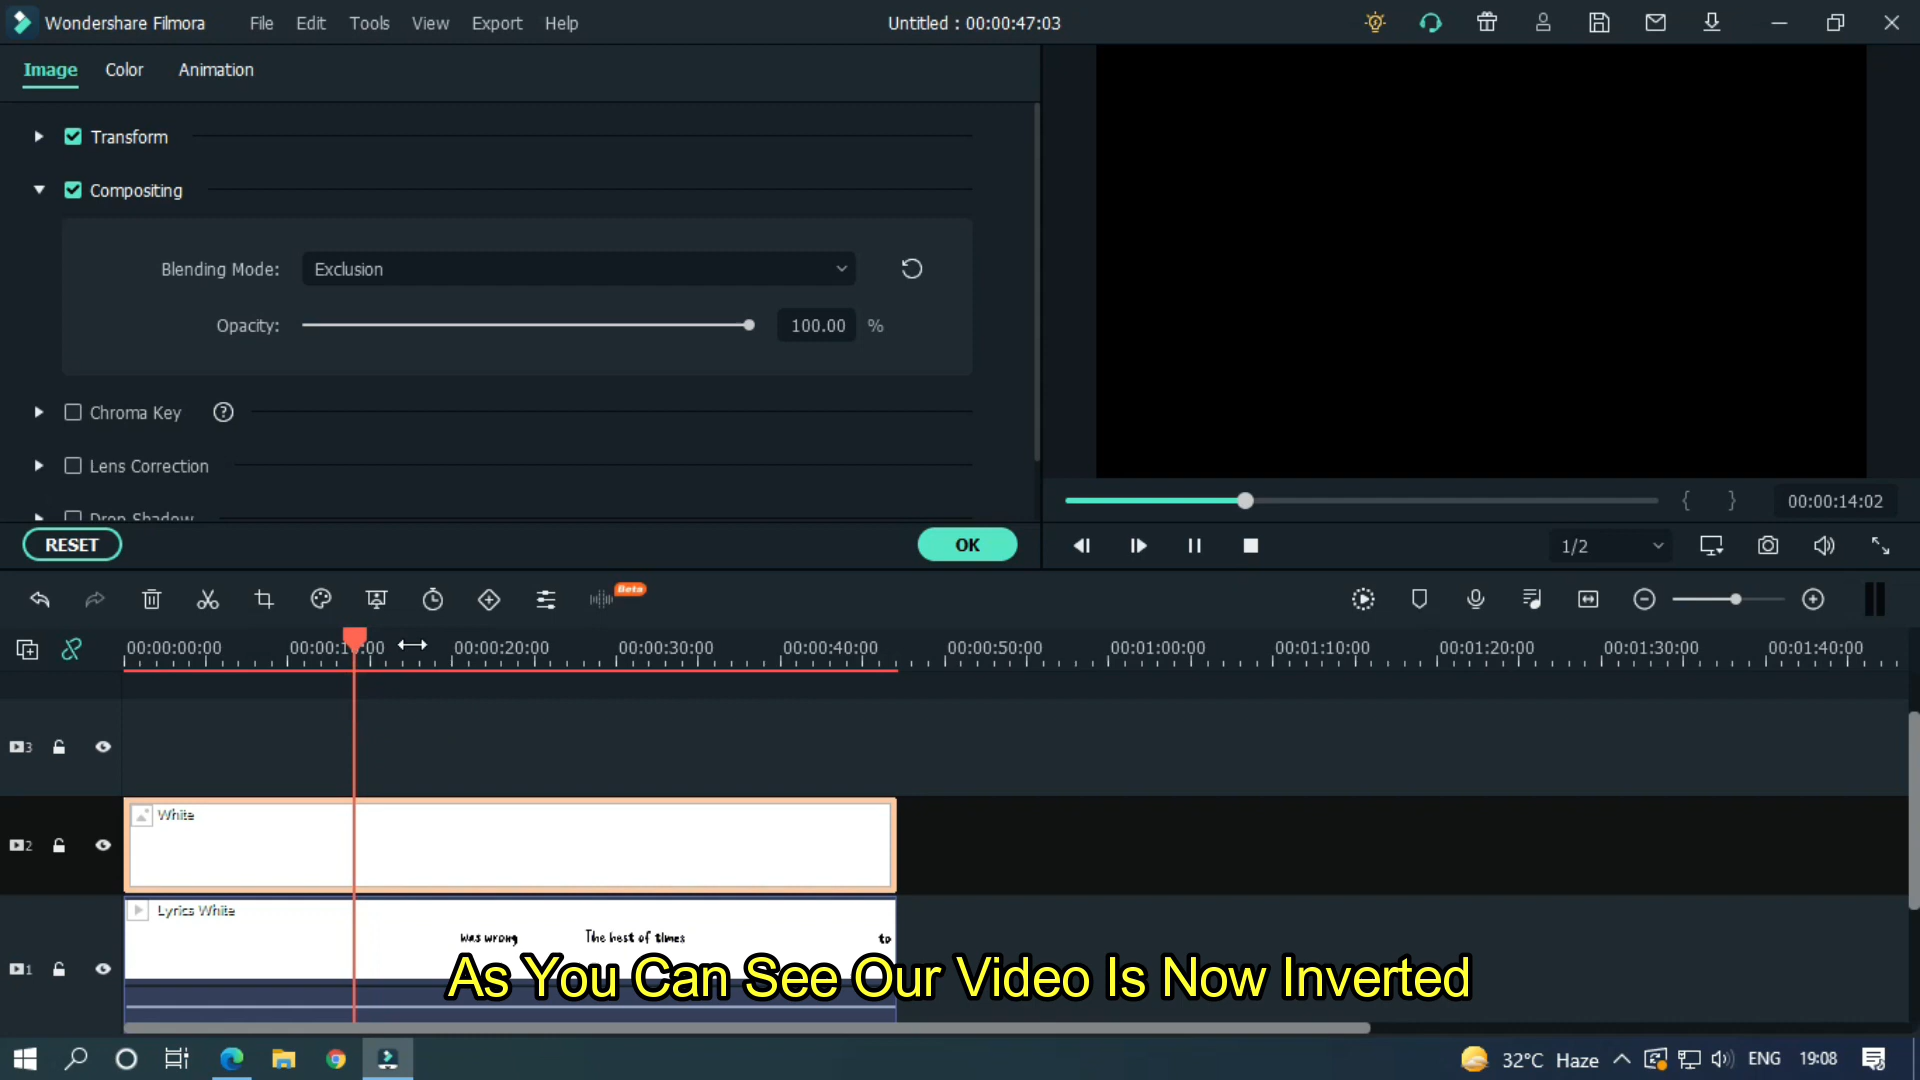 Wondershare Filmora File Edit Tools View Export Help Untitled : 00:00:47:03
Image Color Animation
Transform
Compositing
Blending Mode: Exclusion
Opacity: 100.00 %
Chroma Key ?
Lens Correction
Drop Shadow
00:00:14:02
RESET OK 1/2
Beta
00:00:00:00 00:00:20:00 00:00:30:00 00:00:40:00 00:00:50:00 00:01:00:00 00:01:10:00 00:01:20:00 00:01:30:00 00:01:40:00
3
White
2
Lyrics White
was wrong The best of times to
1
As You Can See Our Video Is Now Inverted
32°C Haze ENG 19:08